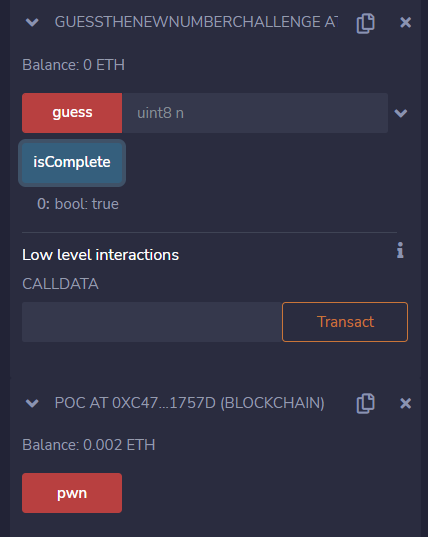 GUESSTHENEWNUMBERCHALLENGE AT
Balance: 0 ETH
guess
uint8 n
isComplete
0: bool: true
Low level interactions
i
CALLDATA
Transact
POC AT 0XC47...1757D (BLOCKCHAIN)
Balance: 0.002 ETH
pwn